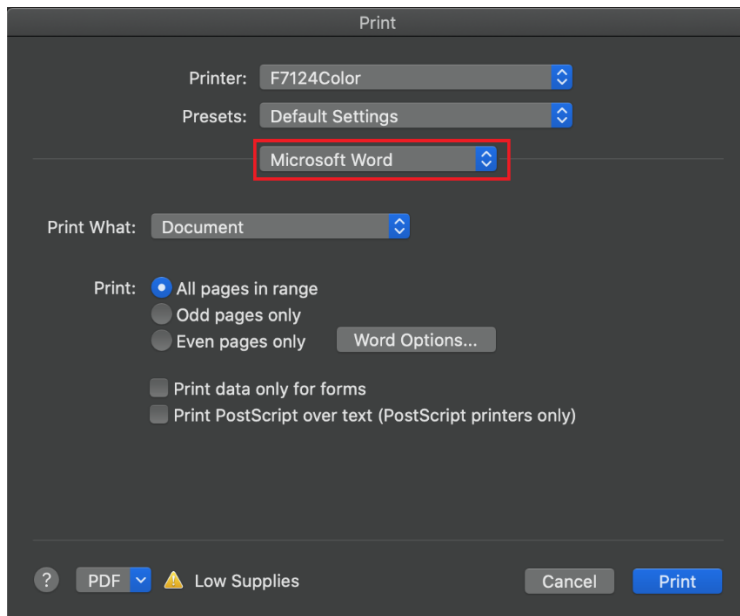 Print
Printer: F7124Color
Presets: Default Settings
Microsoft Word
Print What: Document
Print: All pages in range
Odd pages only
Even pages only Word Options...
Print data only for forms
Print PostScript over text (PostScript printers only)
? PDF Low Supplies Cancel Print